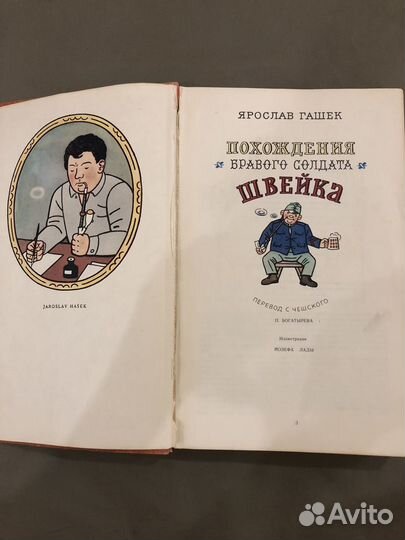 JAROSLAV HAŠEK
ЯРОСЛАВ ГАШЕК
ПОХОЖДЕНИЯ
БРАВОГО СОЛДАТА
ШВЕЙКА
ПЕРЕВОД С ЧЕШСКОГО
П. БОГАТЫРЕВА
Иллюстрации
ЙОЗЕФА ЛАДЫ
3
Avito